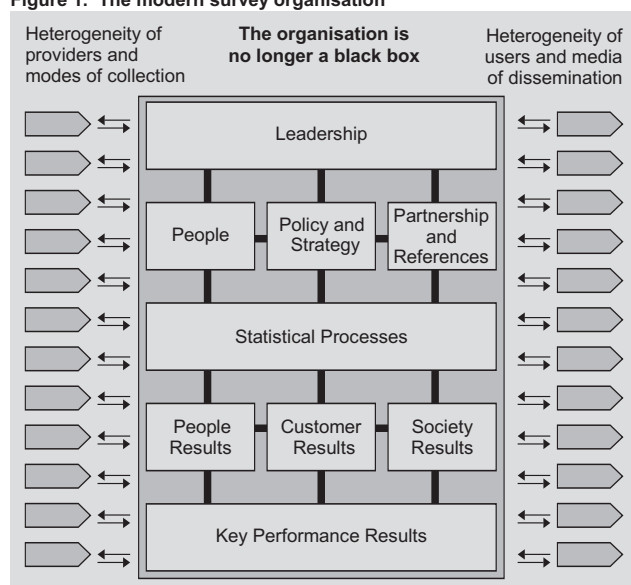 Figure 1: The modern survey organisation
Heterogeneity of
providers and
modes of collection
The organisation is
no longer a black box
Heterogeneity of
users and media
of dissemination
Leadership
People
Policy and
Strategy
Partnership
and
References
Statistical Processes
People
Results
Customer
Results
Society
Results
Key Performance Results